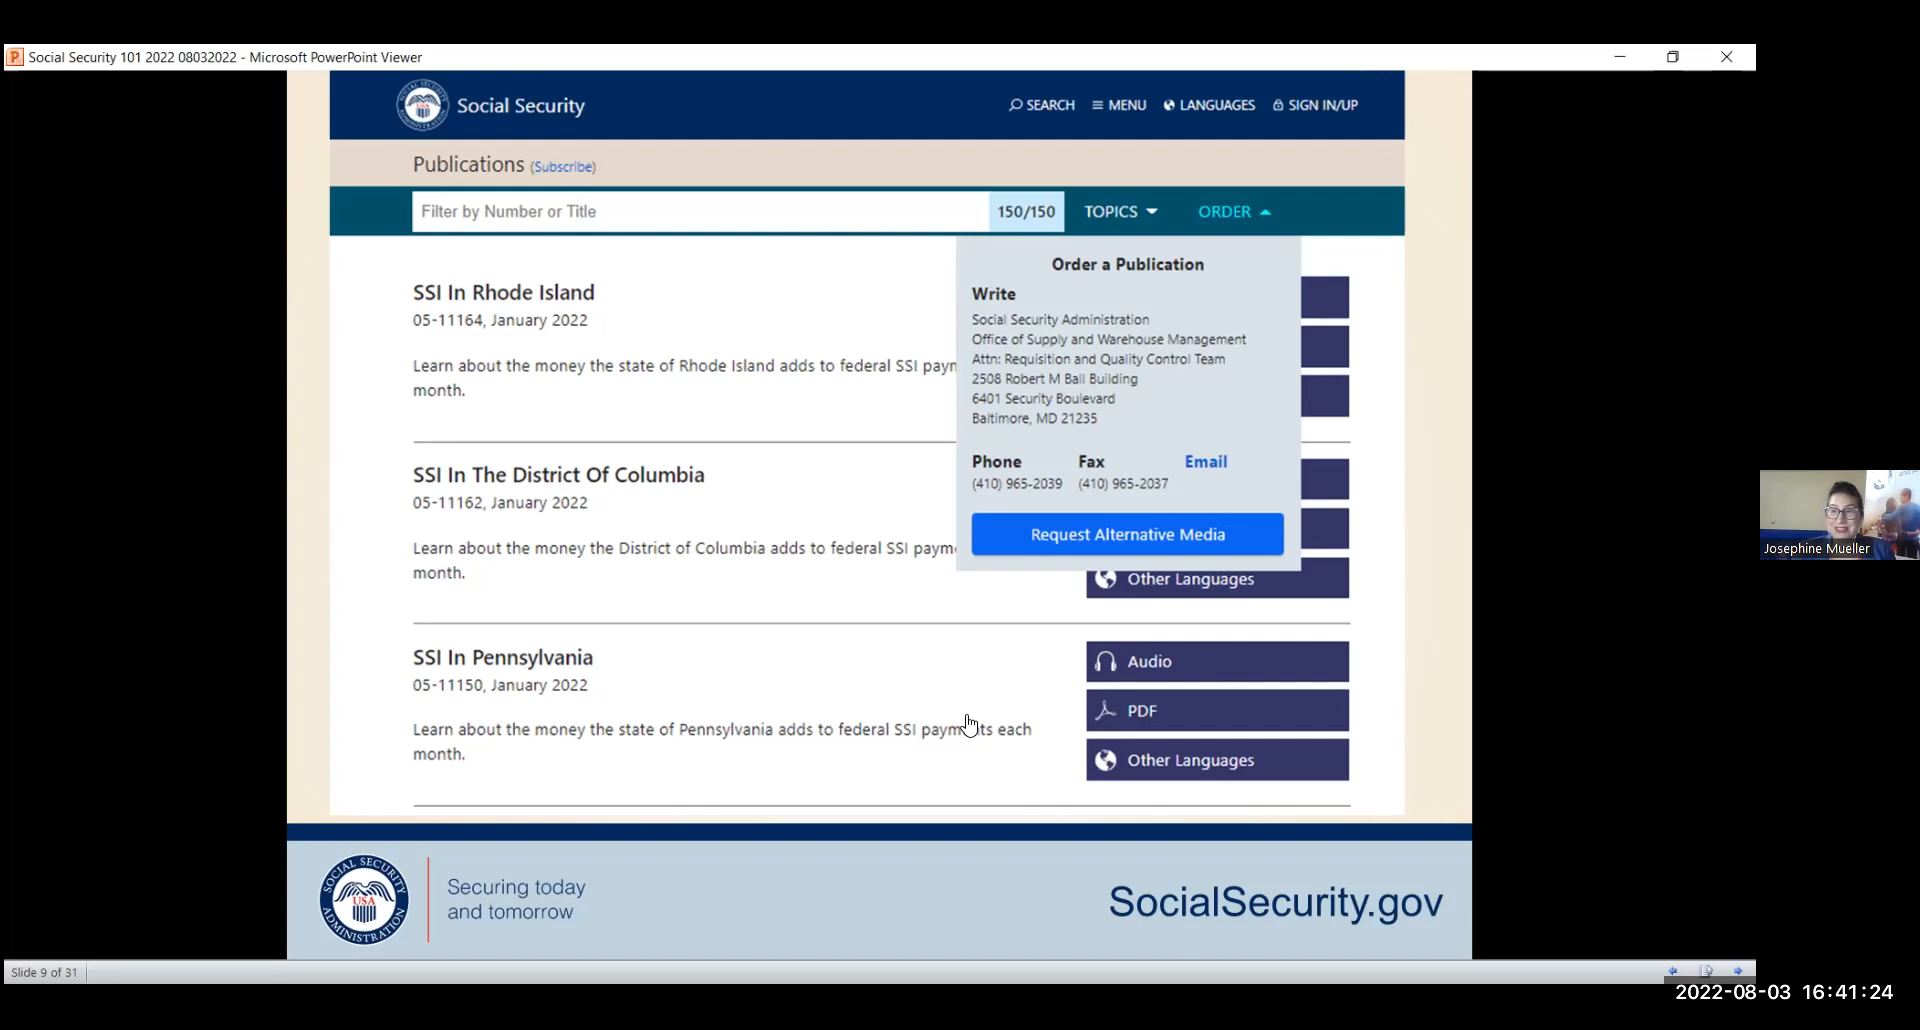 Social Security 101 2022 08032022 - Microsoft PowerPoint Viewer
Social Security
SEARCH
MENU
LANGUAGES
SIGN IN/UP
Publications (Subscribe)
Filter by Number or Title
150/150
TOPICS
ORDER
Order a Publication
Write
Social Security Administration
Office of Supply and Warehouse Management
Attn: Requisition and Quality Control Team
2508 Robert M Ball Building
6401 Security Boulevard
Baltimore, MD 21235
Phone
(410) 965-2039
Fax
(410) 965-2037
Email
Request Alternative Media
SSI In Rhode Island
05-11164, January 2022
Learn about the money the state of Rhode Island adds to federal SSI
month.
SSI In The District Of Columbia
05-11162, January 2022
Learn about the money the District of Columbia adds to federal SSI
month.
Other Languages
SSI In Pennsylvania
05-11150, January 2022
Learn about the money the state of Pennsylvania adds to federal SSI payments each
month.
Audio
PDF
Other Languages
SOCIAL SECURITY ADMINISTRATION
USA
Securing today
and tomorrow
SocialSecurity.gov
Josephine Mueller
Slide 9 of 31
2022-08-03 16:41:24